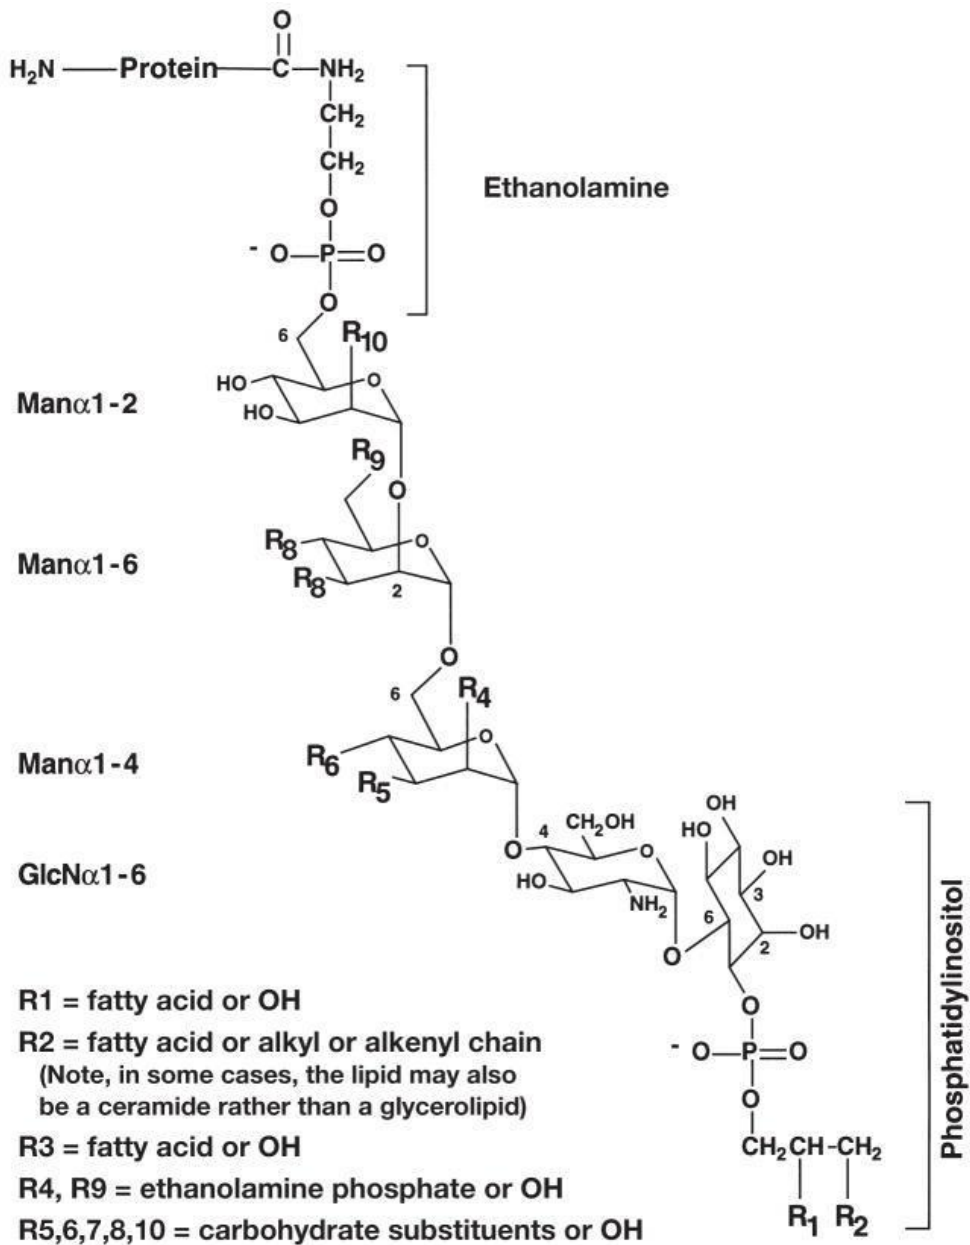 O
H₂N Protein C NH₂
CH₂
CH₂
Ethanolamine
O
- O P O
O
6 R10
HO O
Manα1-2
HO
R9
O
R8 O
Manα1-6
R8
2
O
6 R4
O
R6
Manα1-4
R5
OH
CH₂OH HO
4
O O OH
GlcNα1-6
HO 3
NH₂ 6
OH
2
O
Phosphatidylinositol
R1 = fatty acid or OH
O
R2 = fatty acid or alkyl or alkenyl chain
- O P O
(Note, in some cases, the lipid may also
be a ceramide rather than a glycerolipid)
O
R3 = fatty acid or OH
CH₂CH-CH₂
R4, R9 = ethanolamine phosphate or OH
R1 R2
R5,6,7,8,10 = carbohydrate substituents or OH